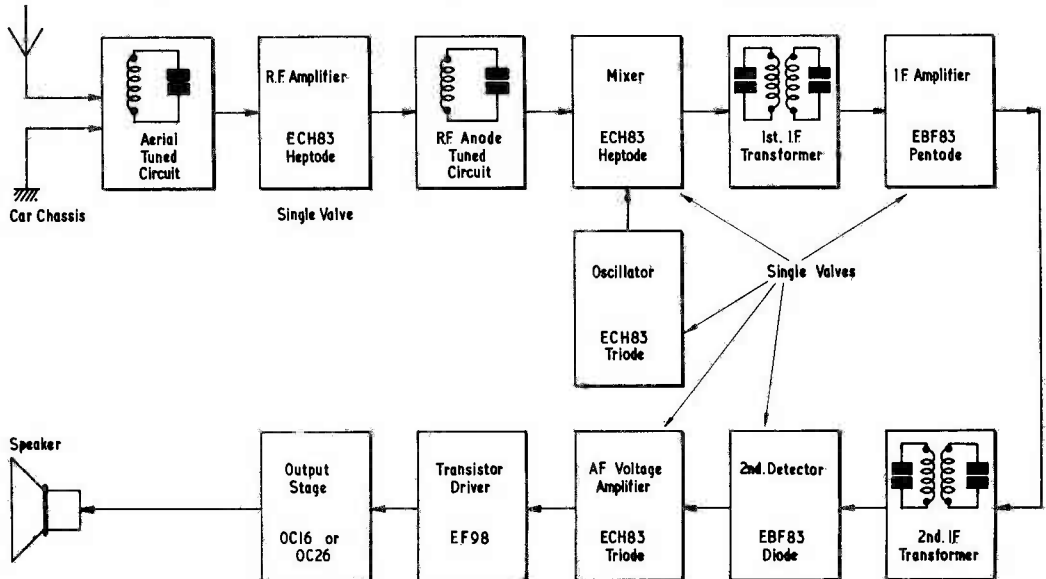 Aerial
Tuned
Circuit
R.F. Amplifier
ECH83
Heptode
R.F. Anode
Tuned
Circuit
Mixer
ECH83
Heptode
1st. I.F.
Transformer
I.F. Amplifier
EBF83
Pentode
Car Chassis
Single Valve
Oscillator
ECH83
Triode
Single Valves
Speaker
Output
Stage
OC16 or
OC26
Transistor
Driver
EF98
AF Voltage
Amplifier
ECH83
Triode
2nd. Detector
EBF83
Diode
2nd. I.F.
Transformer